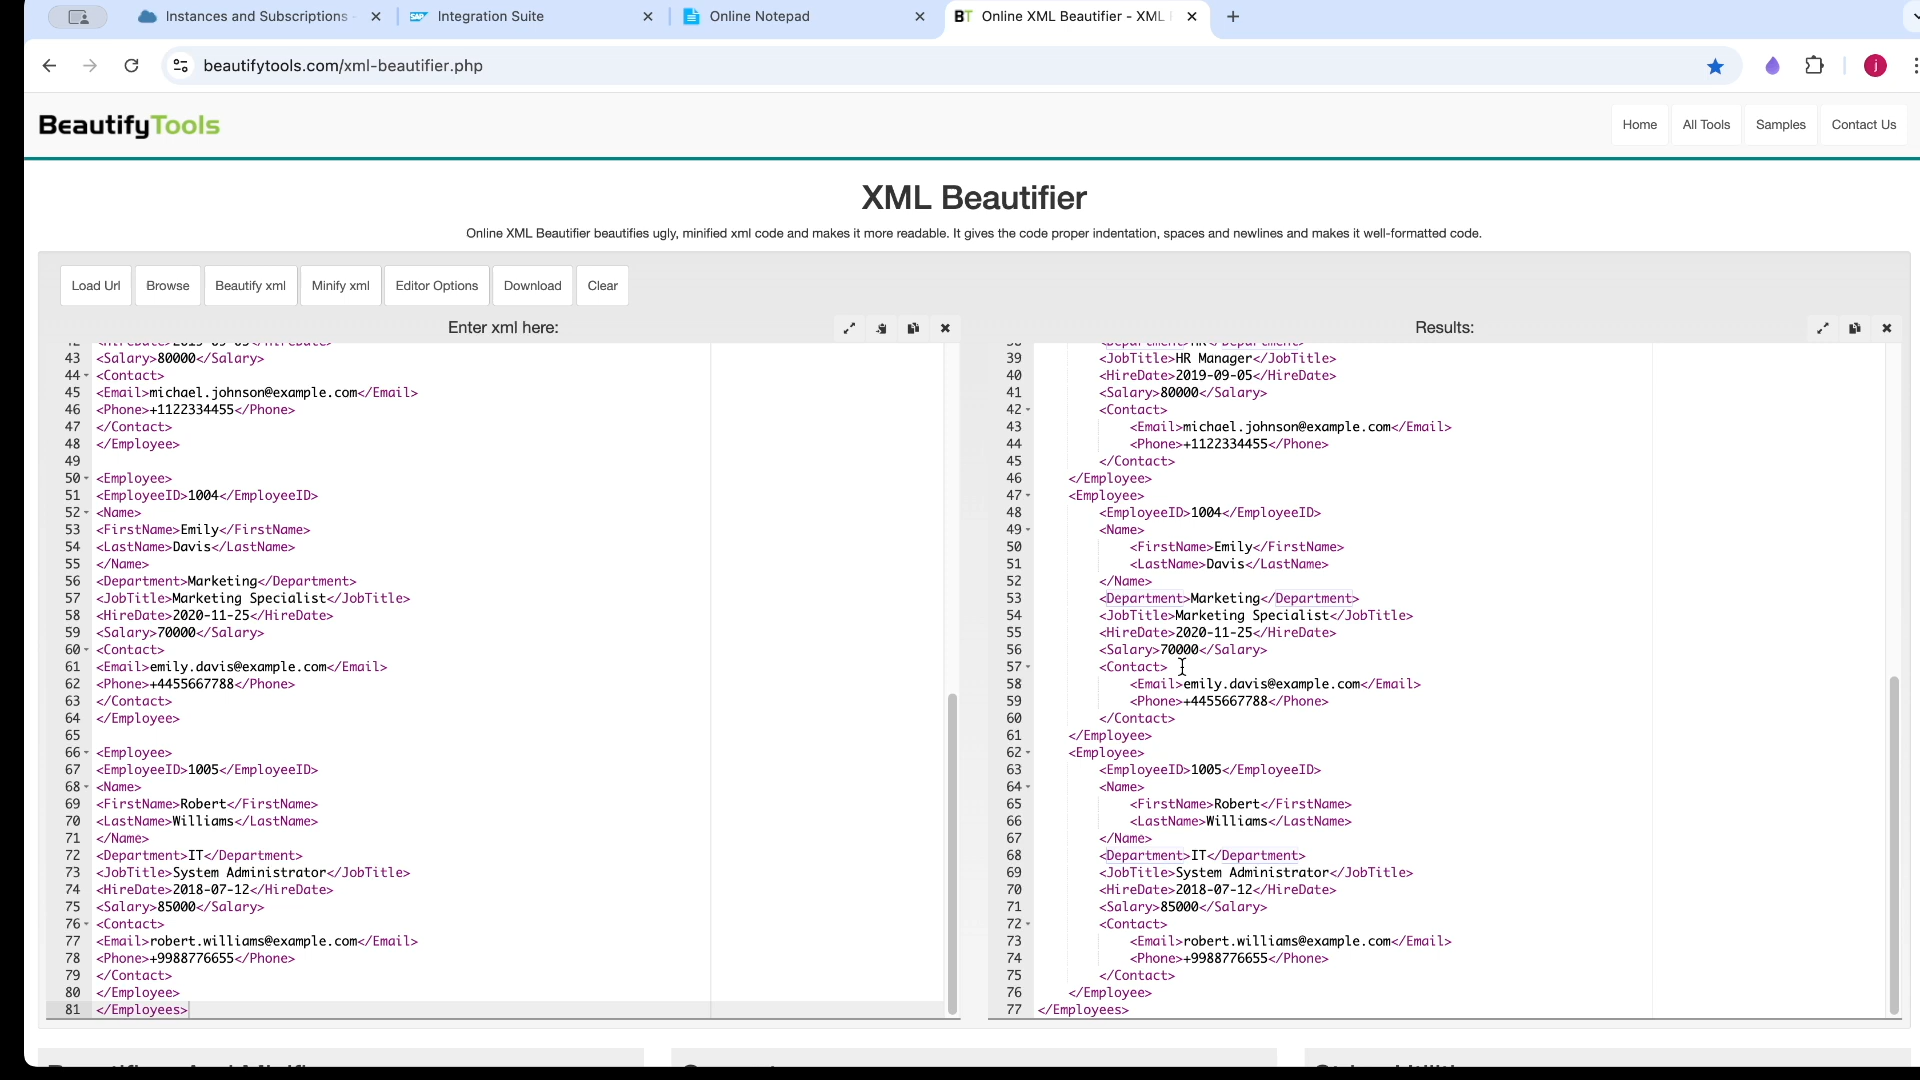 Instances and Subscriptions
Integration Suite
Online Notepad
BT Online XML Beautifier - XML
beautifytools.com/xml-beautifier.php
j
BeautifyTools
Home
All Tools
Samples
Contact Us
XML Beautifier
Online XML Beautifier beautifies ugly, minified xml code and makes it more readable. It gives the code proper indentation, spaces and newlines and makes it well-formatted code.
Load Url
Browse
Beautify xml
Minify xml
Editor Options
Download
Clear
Enter xml here:
43 <Salary>80000</Salary>
44 <Contact>
45 <Email>michael.johnson@example.com</Email>
46 <Phone>+1122334455</Phone>
47 </Contact>
48 </Employee>
49
50 <Employee>
51 <EmployeeID>1004</EmployeeID>
52 <Name>
53 <FirstName>Emily</FirstName>
54 <LastName>Davis</LastName>
55 </Name>
56 <Department>Marketing</Department>
57 <JobTitle>Marketing Specialist</JobTitle>
58 <HireDate>2020-11-25</HireDate>
59 <Salary>70000</Salary>
60 <Contact>
61 <Email>emily.davis@example.com</Email>
62 <Phone>+4455667788</Phone>
63 </Contact>
64 </Employee>
65
66 <Employee>
67 <EmployeeID>1005</EmployeeID>
68 <Name>
69 <FirstName>Robert</FirstName>
70 <LastName>Williams</LastName>
71 </Name>
72 <Department>IT</Department>
73 <JobTitle>System Administrator</JobTitle>
74 <HireDate>2018-07-12</HireDate>
75 <Salary>85000</Salary>
76 <Contact>
77 <Email>robert.williams@example.com</Email>
78 <Phone>+9988776655</Phone>
79 </Contact>
80 </Employee>
81 </Employees>
Results:
39 <JobTitle>HR Manager</JobTitle>
40 <HireDate>2019-09-05</HireDate>
41 <Salary>80000</Salary>
42 <Contact>
43 <Email>michael.johnson@example.com</Email>
44 <Phone>+1122334455</Phone>
45 </Contact>
46 </Employee>
47 <Employee>
48 <EmployeeID>1004</EmployeeID>
49 <Name>
50 <FirstName>Emily</FirstName>
51 <LastName>Davis</LastName>
52 </Name>
53 <Department>Marketing</Department>
54 <JobTitle>Marketing Specialist</JobTitle>
55 <HireDate>2020-11-25</HireDate>
56 <Salary>70000</Salary>
57 <Contact>
58 <Email>emily.davis@example.com</Email>
59 <Phone>+4455667788</Phone>
60 </Contact>
61 </Employee>
62 <Employee>
63 <EmployeeID>1005</EmployeeID>
64 <Name>
65 <FirstName>Robert</FirstName>
66 <LastName>Williams</LastName>
67 </Name>
68 <Department>IT</Department>
69 <JobTitle>System Administrator</JobTitle>
70 <HireDate>2018-07-12</HireDate>
71 <Salary>85000</Salary>
72 <Contact>
73 <Email>robert.williams@example.com</Email>
74 <Phone>+9988776655</Phone>
75 </Contact>
76 </Employee>
77 </Employees>